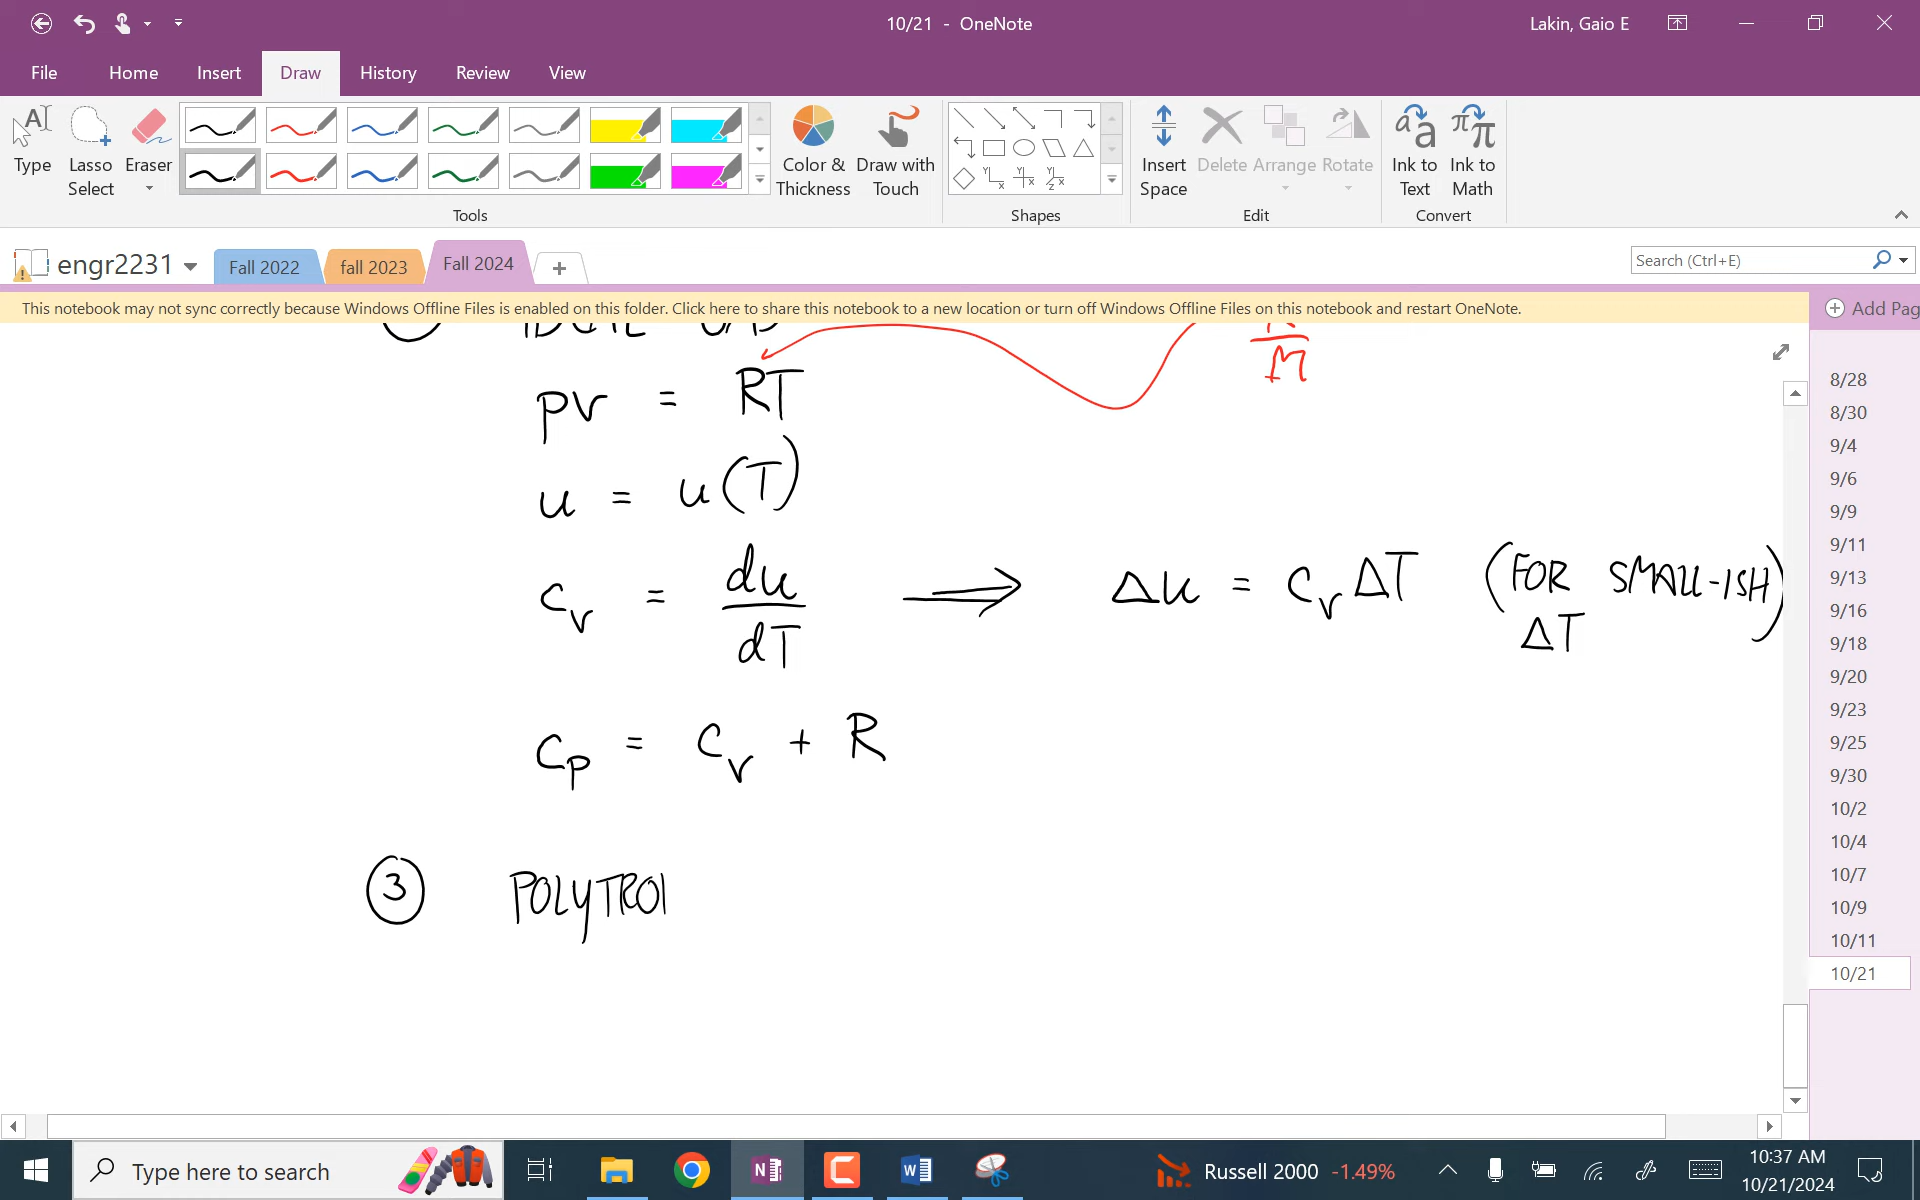 10/21 - OneNote
Lakin, Gaio E
File Home Insert Draw History Review View
Type
Lasso Select
Eraser
Color & Thickness
Draw with Touch
Insert Space
Delete
Arrange
Rotate
Ink to Text
Ink to Math
Tools
Shapes
Edit
Convert
engr2231
Fall 2022
fall 2023
Fall 2024
Search (Ctrl+E)
This notebook may not sync correctly because Windows Offline Files is enabled on this folder. Click here to share this notebook to a new location or turn off Windows Offline Files on this notebook and restart OneNote.
Add Pag
M
pv = RT
u = u(T)
cv = du/dT ⟹ Δu = cv ΔT (FOR SMALL-ISH ΔT)
cp = cv + R
③ POLYTROP
8/28
8/30
9/4
9/6
9/9
9/11
9/13
9/16
9/18
9/20
9/23
9/25
9/30
10/2
10/4
10/7
10/9
10/11
10/21
Type here to search
Russell 2000 -1.49%
10:37 AM
10/21/2024